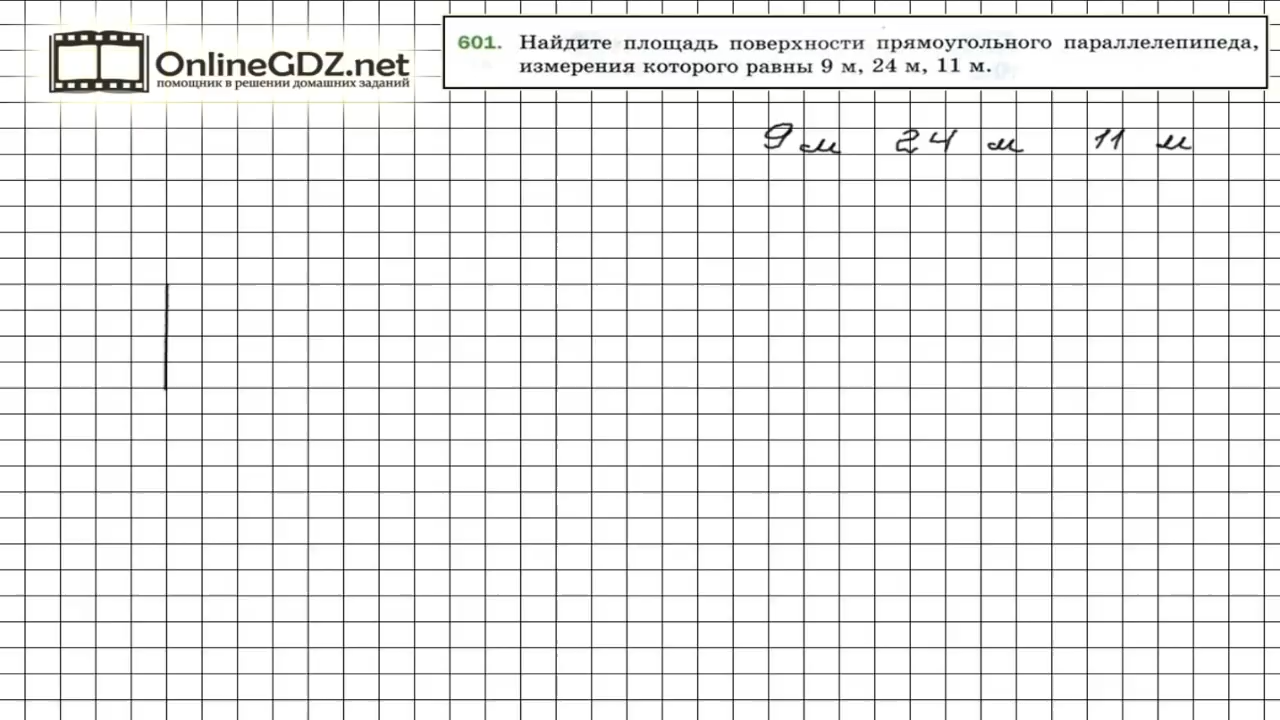 OnlineGDZ.net
помощник в решении домашних заданий
601. Найдите площадь поверхности прямоугольного параллелепипеда,
измерения которого равны 9 м, 24 м, 11 м.
9 м 24 м 11 м